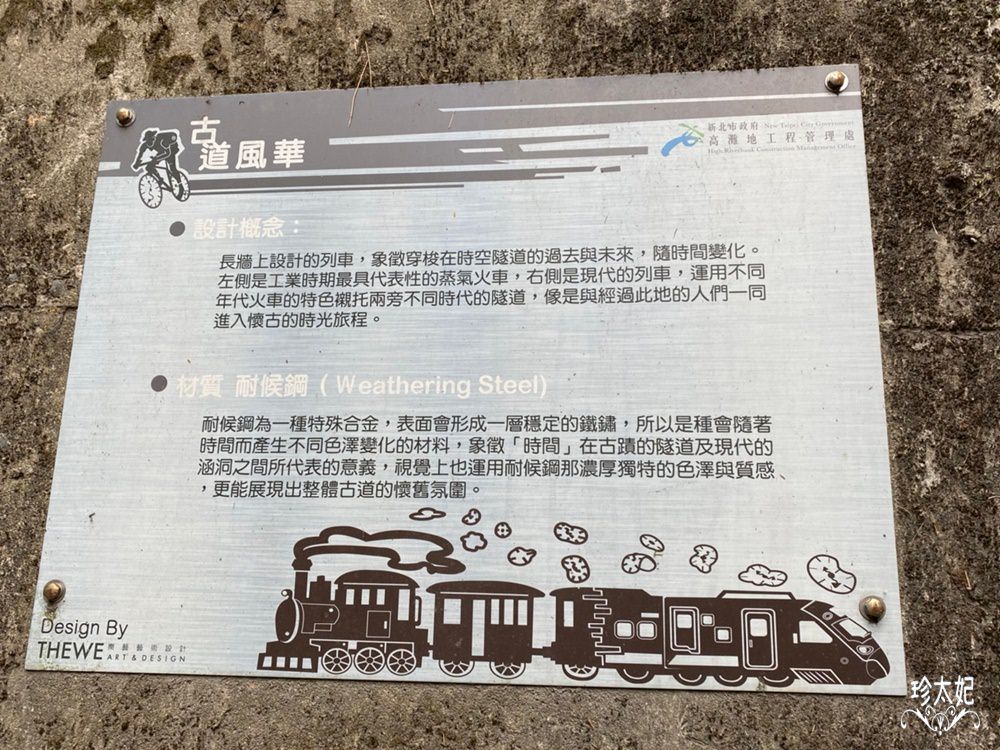 古道風華
新北市政府 New Taipei City Government
高灘地工程管理處
High Riverbank Construction Management Office
● 設計概念：
長牆上設計的列車，象徵穿梭在時空隧道的過去與未來，隨時間變化。
左側是工業時期最具代表性的蒸氣火車，右側是現代的列車，運用不同
年代火車的特色襯托兩旁不同時代的隧道，像是與經過此地的人們一同
進入懷古的時光旅程。
● 材質 耐候鋼（Weathering Steel)
耐候鋼為一種特殊合金，表面會形成一層穩定的鐵鏽，所以是種會隨著
時間而產生不同色澤變化的材料，象徵「時間」在古蹟的隧道及現代的
涵洞之間所代表的意義，視覺上也運用耐候鋼那濃厚獨特的色澤與質感、
，更能展現出整體古道的懷舊氛圍。
Design By
THEWE
藝術設計
ART & DESIGN
珍太妃